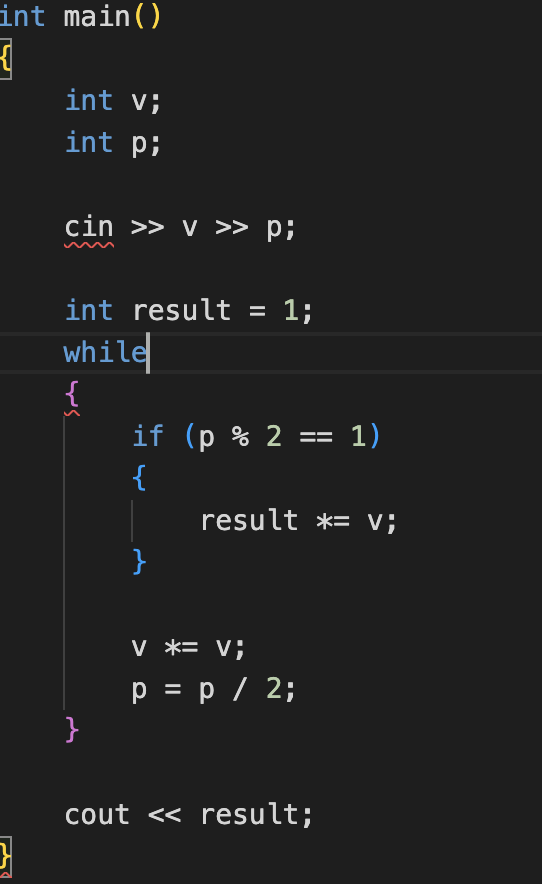 int main()
{
int v;
int p;
cin >> v >> p;
int result = 1;
while
{
if (p % 2 == 1)
{
result *= v;
}
v *= v;
p = p / 2;
}
cout << result;
}